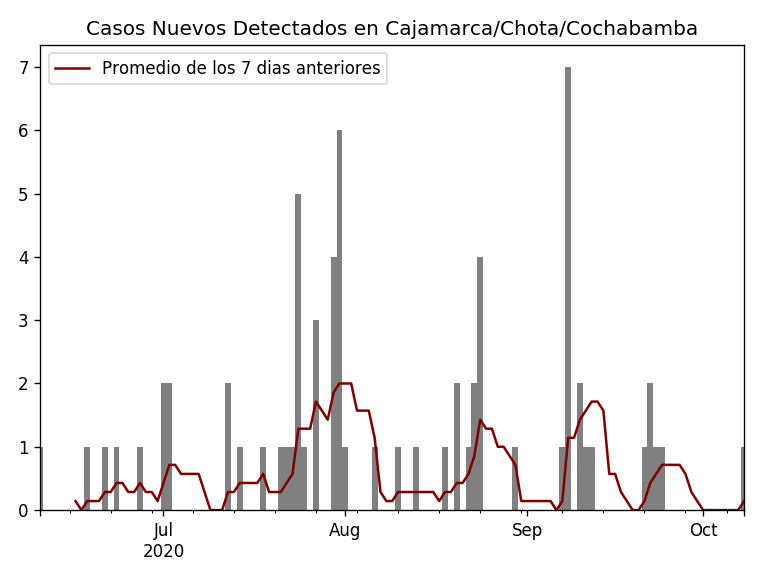 Casos Nuevos Detectados en Cajamarca/Chota/Cochabamba
Promedio de los 7 dias anteriores
7
6
5
4
3
2
1
0
Jul
2020
Aug
Sep
Oct